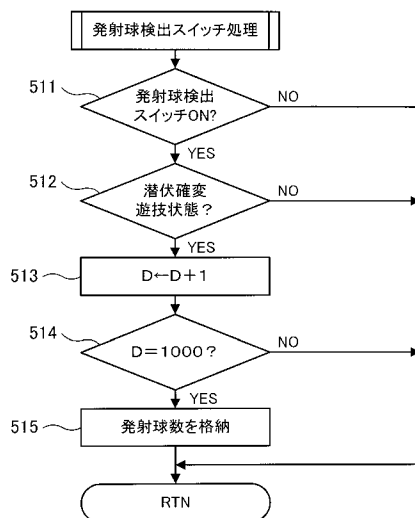 発射球検出スイッチ処理
511
発射球検出
スイッチON?
NO
YES
512
潜伏確変
遊技状態？
NO
YES
513
D←D＋1
514
D＝1000？
NO
YES
515
発射球数を格納
RTN